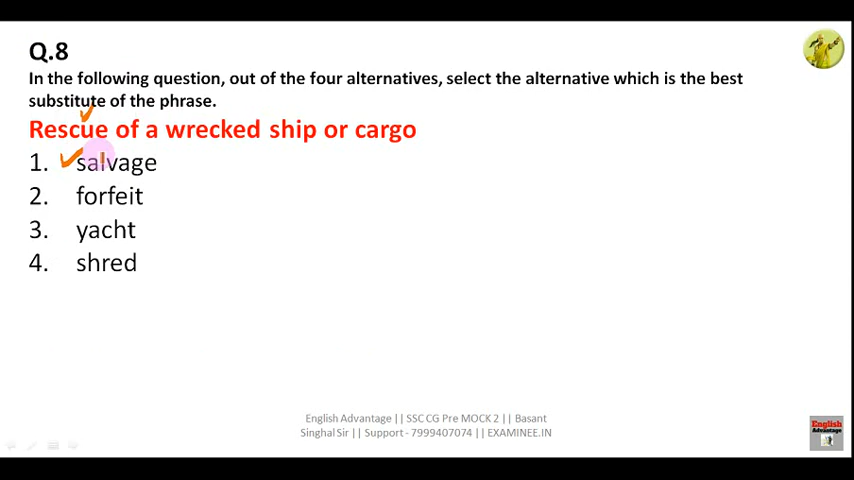 Q.8
In the following question, out of the four alternatives, select the alternative which is the best
substitute of the phrase.
Rescue of a wrecked ship or cargo
1. salvage
2. forfeit
3. yacht
4. shred
English Advantage || SSC CG Pre MOCK 2 || Basant
Singhal Sir || Support - 7999407074 || EXAMINEE.IN
English
Advantage